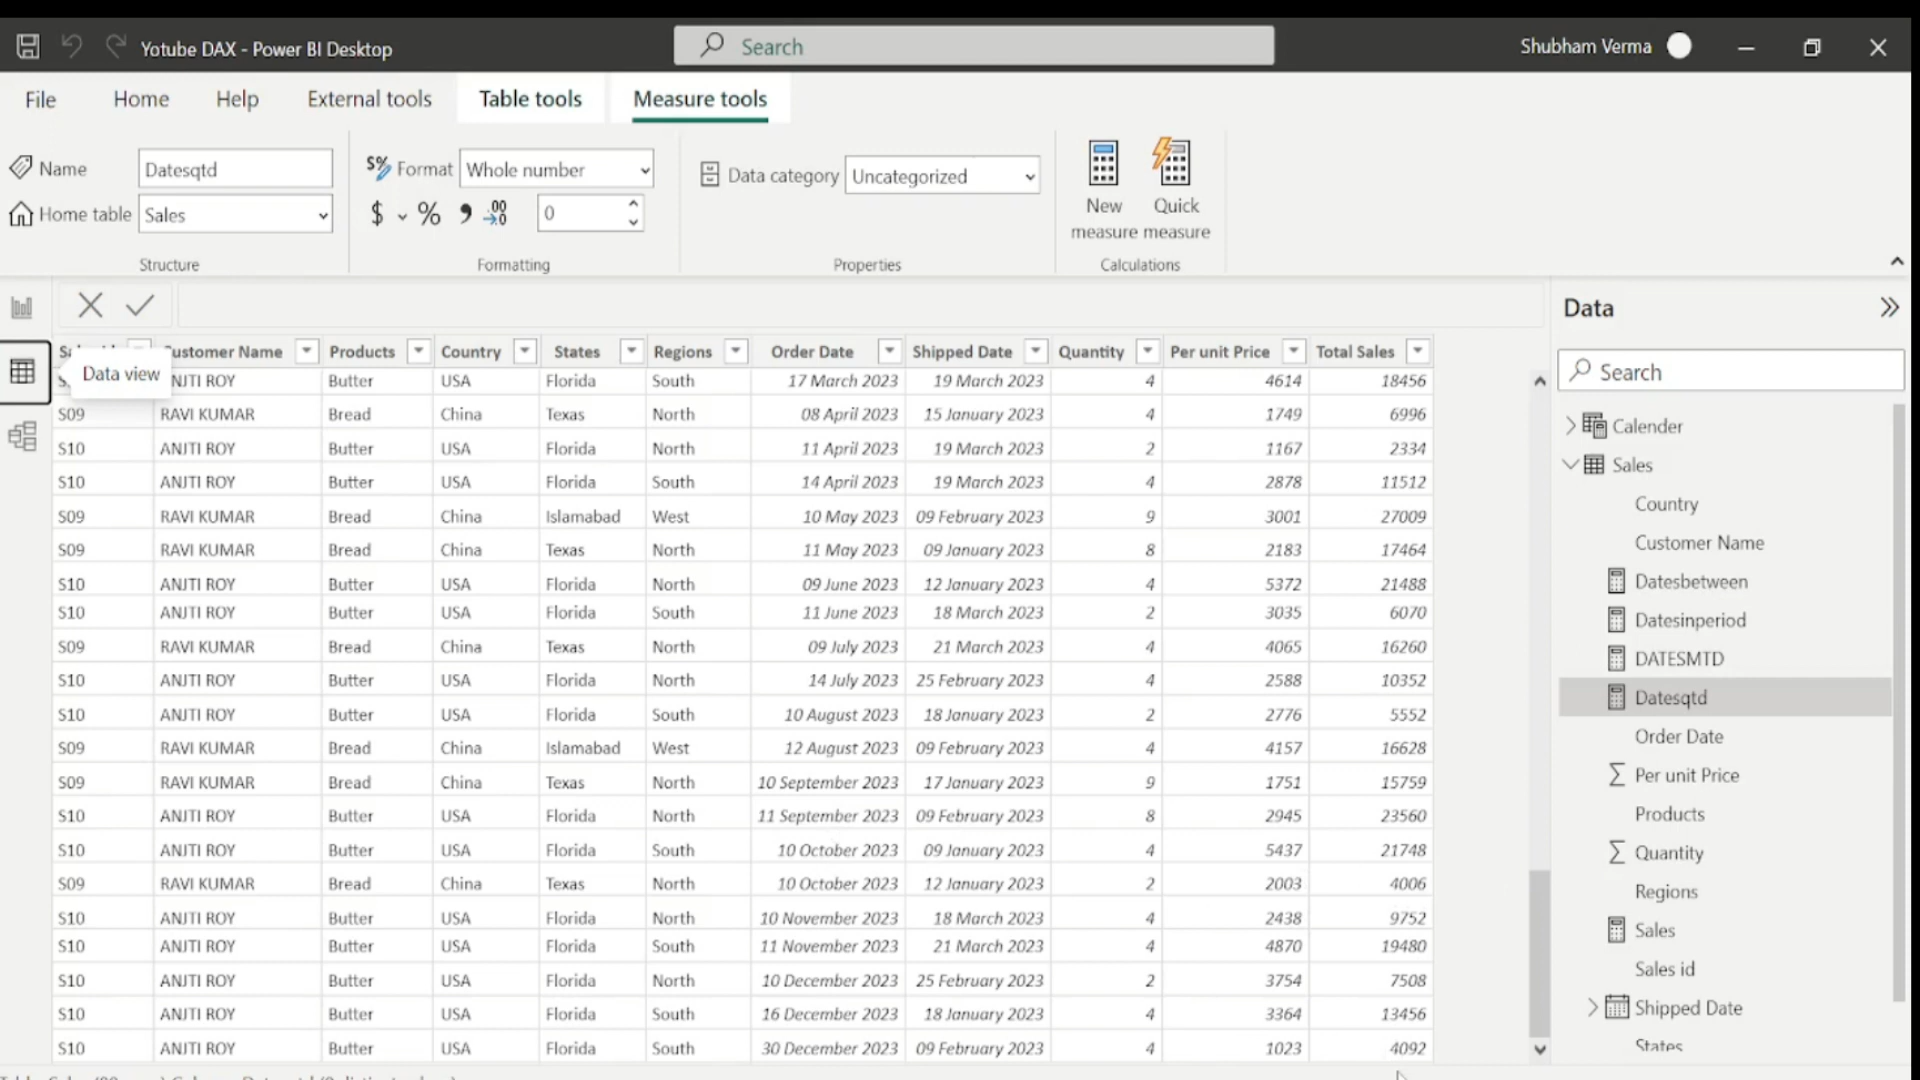 Yotube DAX - Power BI Desktop
Search
Shubham Verma
File Home Help External tools Table tools Measure tools
Name Datesqtd
Home table Sales
Structure
$% Format Whole number
$ % , .00 →.0 0
Formatting
Data category Uncategorized
Properties
New measure
Quick measure
Calculations
Data view
Customer Name Products Country States Regions Order Date Shipped Date Quantity Per unit Price Total Sales
ANJTI ROY Butter USA Florida South 17 March 2023 19 March 2023 4 4614 18456
S09 RAVI KUMAR Bread China Texas North 08 April 2023 15 January 2023 4 1749 6996
S10 ANJTI ROY Butter USA Florida North 11 April 2023 19 March 2023 2 1167 2334
S10 ANJTI ROY Butter USA Florida South 14 April 2023 19 March 2023 4 2878 11512
S09 RAVI KUMAR Bread China Islamabad West 10 May 2023 09 February 2023 9 3001 27009
S09 RAVI KUMAR Bread China Texas North 11 May 2023 09 January 2023 8 2183 17464
S10 ANJTI ROY Butter USA Florida North 09 June 2023 12 January 2023 4 5372 21488
S10 ANJTI ROY Butter USA Florida South 11 June 2023 18 March 2023 2 3035 6070
S09 RAVI KUMAR Bread China Texas North 09 July 2023 21 March 2023 4 4065 16260
S10 ANJTI ROY Butter USA Florida North 14 July 2023 25 February 2023 4 2588 10352
S10 ANJTI ROY Butter USA Florida South 10 August 2023 18 January 2023 2 2776 5552
S09 RAVI KUMAR Bread China Islamabad West 12 August 2023 09 February 2023 4 4157 16628
S09 RAVI KUMAR Bread China Texas North 10 September 2023 17 January 2023 9 1751 15759
S10 ANJTI ROY Butter USA Florida North 11 September 2023 09 February 2023 8 2945 23560
S10 ANJTI ROY Butter USA Florida South 10 October 2023 09 January 2023 4 5437 21748
S09 RAVI KUMAR Bread China Texas North 10 October 2023 12 January 2023 2 2003 4006
S10 ANJTI ROY Butter USA Florida North 10 November 2023 18 March 2023 4 2438 9752
S10 ANJTI ROY Butter USA Florida South 11 November 2023 21 March 2023 4 4870 19480
S10 ANJTI ROY Butter USA Florida North 10 December 2023 25 February 2023 2 3754 7508
S10 ANJTI ROY Butter USA Florida South 16 December 2023 18 January 2023 4 3364 13456
S10 ANJTI ROY Butter USA Florida South 30 December 2023 09 February 2023 4 1023 4092
Data
Search
Calender
Sales
Country
Customer Name
Datesbetween
Datesinperiod
DATESMTD
Datesqtd
Order Date
Σ Per unit Price
Products
Σ Quantity
Regions
Sales
Sales id
Shipped Date
States